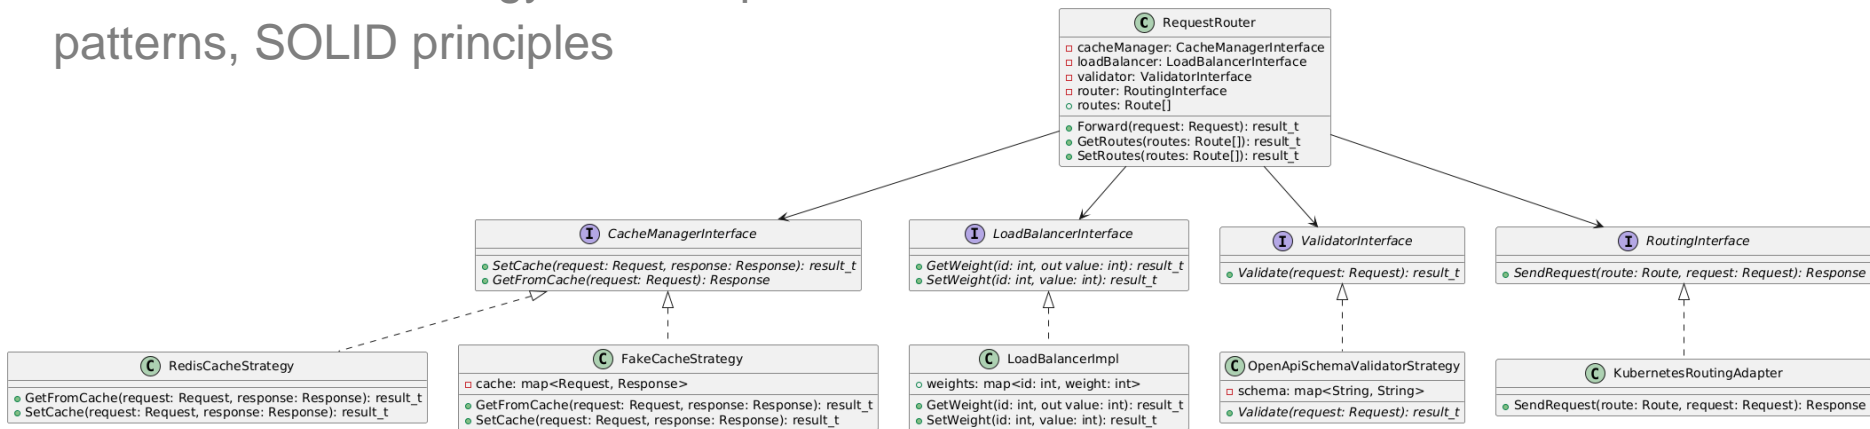 patterns, SOLID principles
C RequestRouter
cacheManager: CacheManagerInterface
loadBalancer: LoadBalancerInterface
validator: ValidatorInterface
router: RoutingInterface
routes: Route[]
Forward(request: Request): result_t
GetRoutes(routes: Route[]): result_t
SetRoutes(routes: Route[]): result_t
I CacheManagerInterface
SetCache(request: Request, response: Response): result_t
GetFromCache(request: Request): Response
I LoadBalancerInterface
GetWeight(id: int, out value: int): result_t
SetWeight(id: int, value: int): result_t
I ValidatorInterface
Validate(request: Request): result_t
I RoutingInterface
SendRequest(route: Route, request: Request): Response
C RedisCacheStrategy
GetFromCache(request: Request, response: Response): result_t
SetCache(request: Request, response: Response): result_t
C FakeCacheStrategy
cache: map<Request, Response>
GetFromCache(request: Request, response: Response): result_t
SetCache(request: Request, response: Response): result_t
C LoadBalancerImpl
weights: map<id: int, weight: int>
GetWeight(id: int, out value: int): result_t
SetWeight(id: int, value: int): result_t
C OpenApiSchemaValidatorStrategy
schema: map<String, String>
Validate(request: Request): result_t
C KubernetesRoutingAdapter
SendRequest(route: Route, request: Request): Response